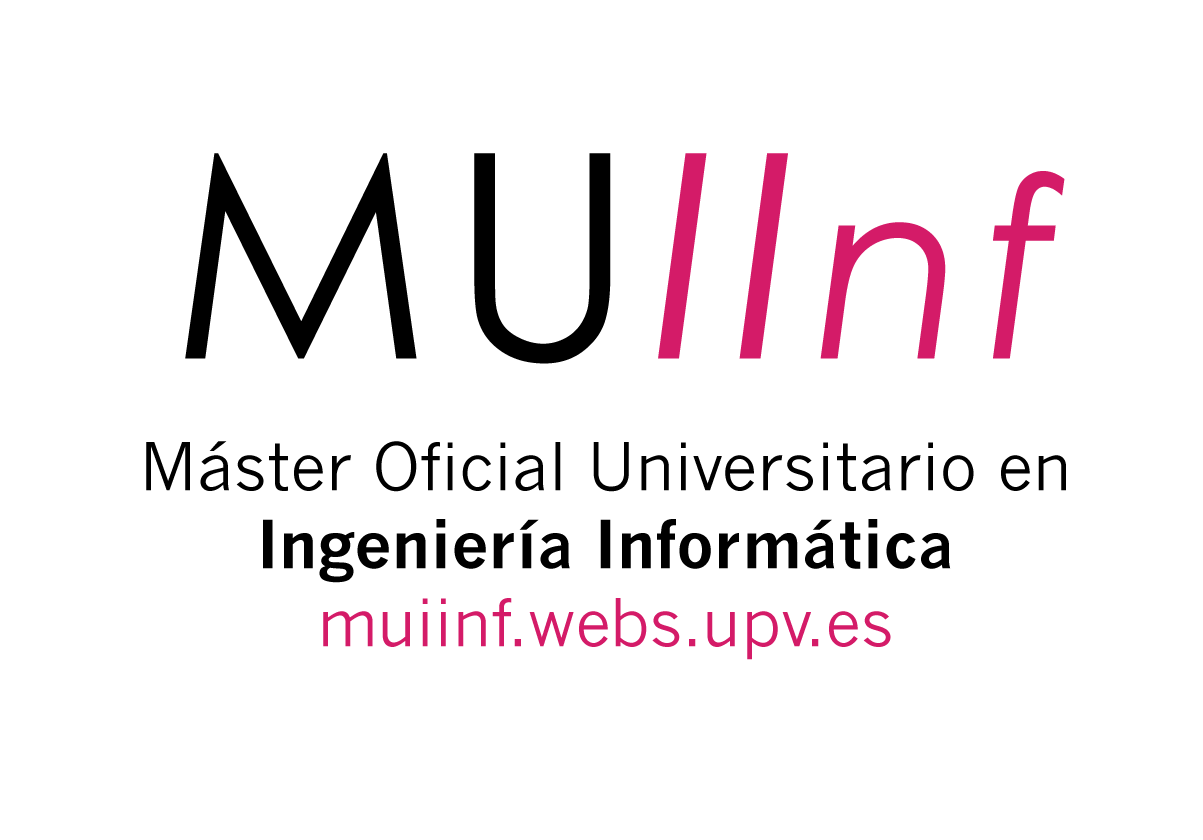 MUIInf
Máster Oficial Universitario en
Ingeniería Informática
muiinf.webs.upv.es